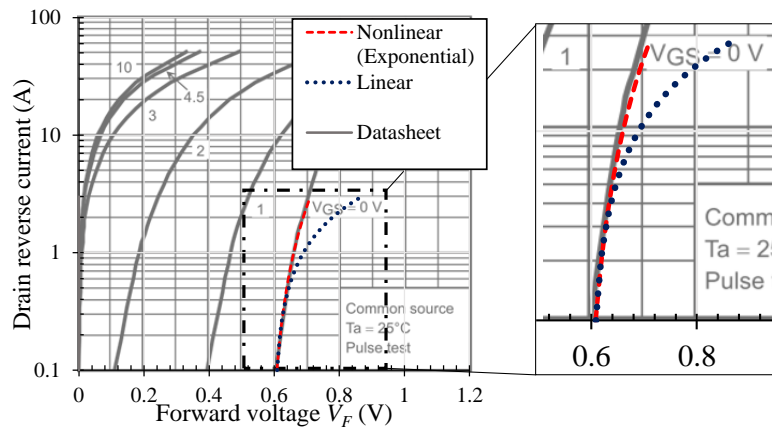 100
10
1
0.1
Drain reverse current (A)
10
4.5
3
2
1
VGS = 0 V
Common source
Ta = 25°C
Pulse test
0
0.2
0.4
0.6
0.8
1
1.2
Forward voltage VF (V)
Nonlinear
(Exponential)
Linear
Datasheet
1
VGS = 0 V
Commo
Ta = 25
Pulse
0.6
0.8